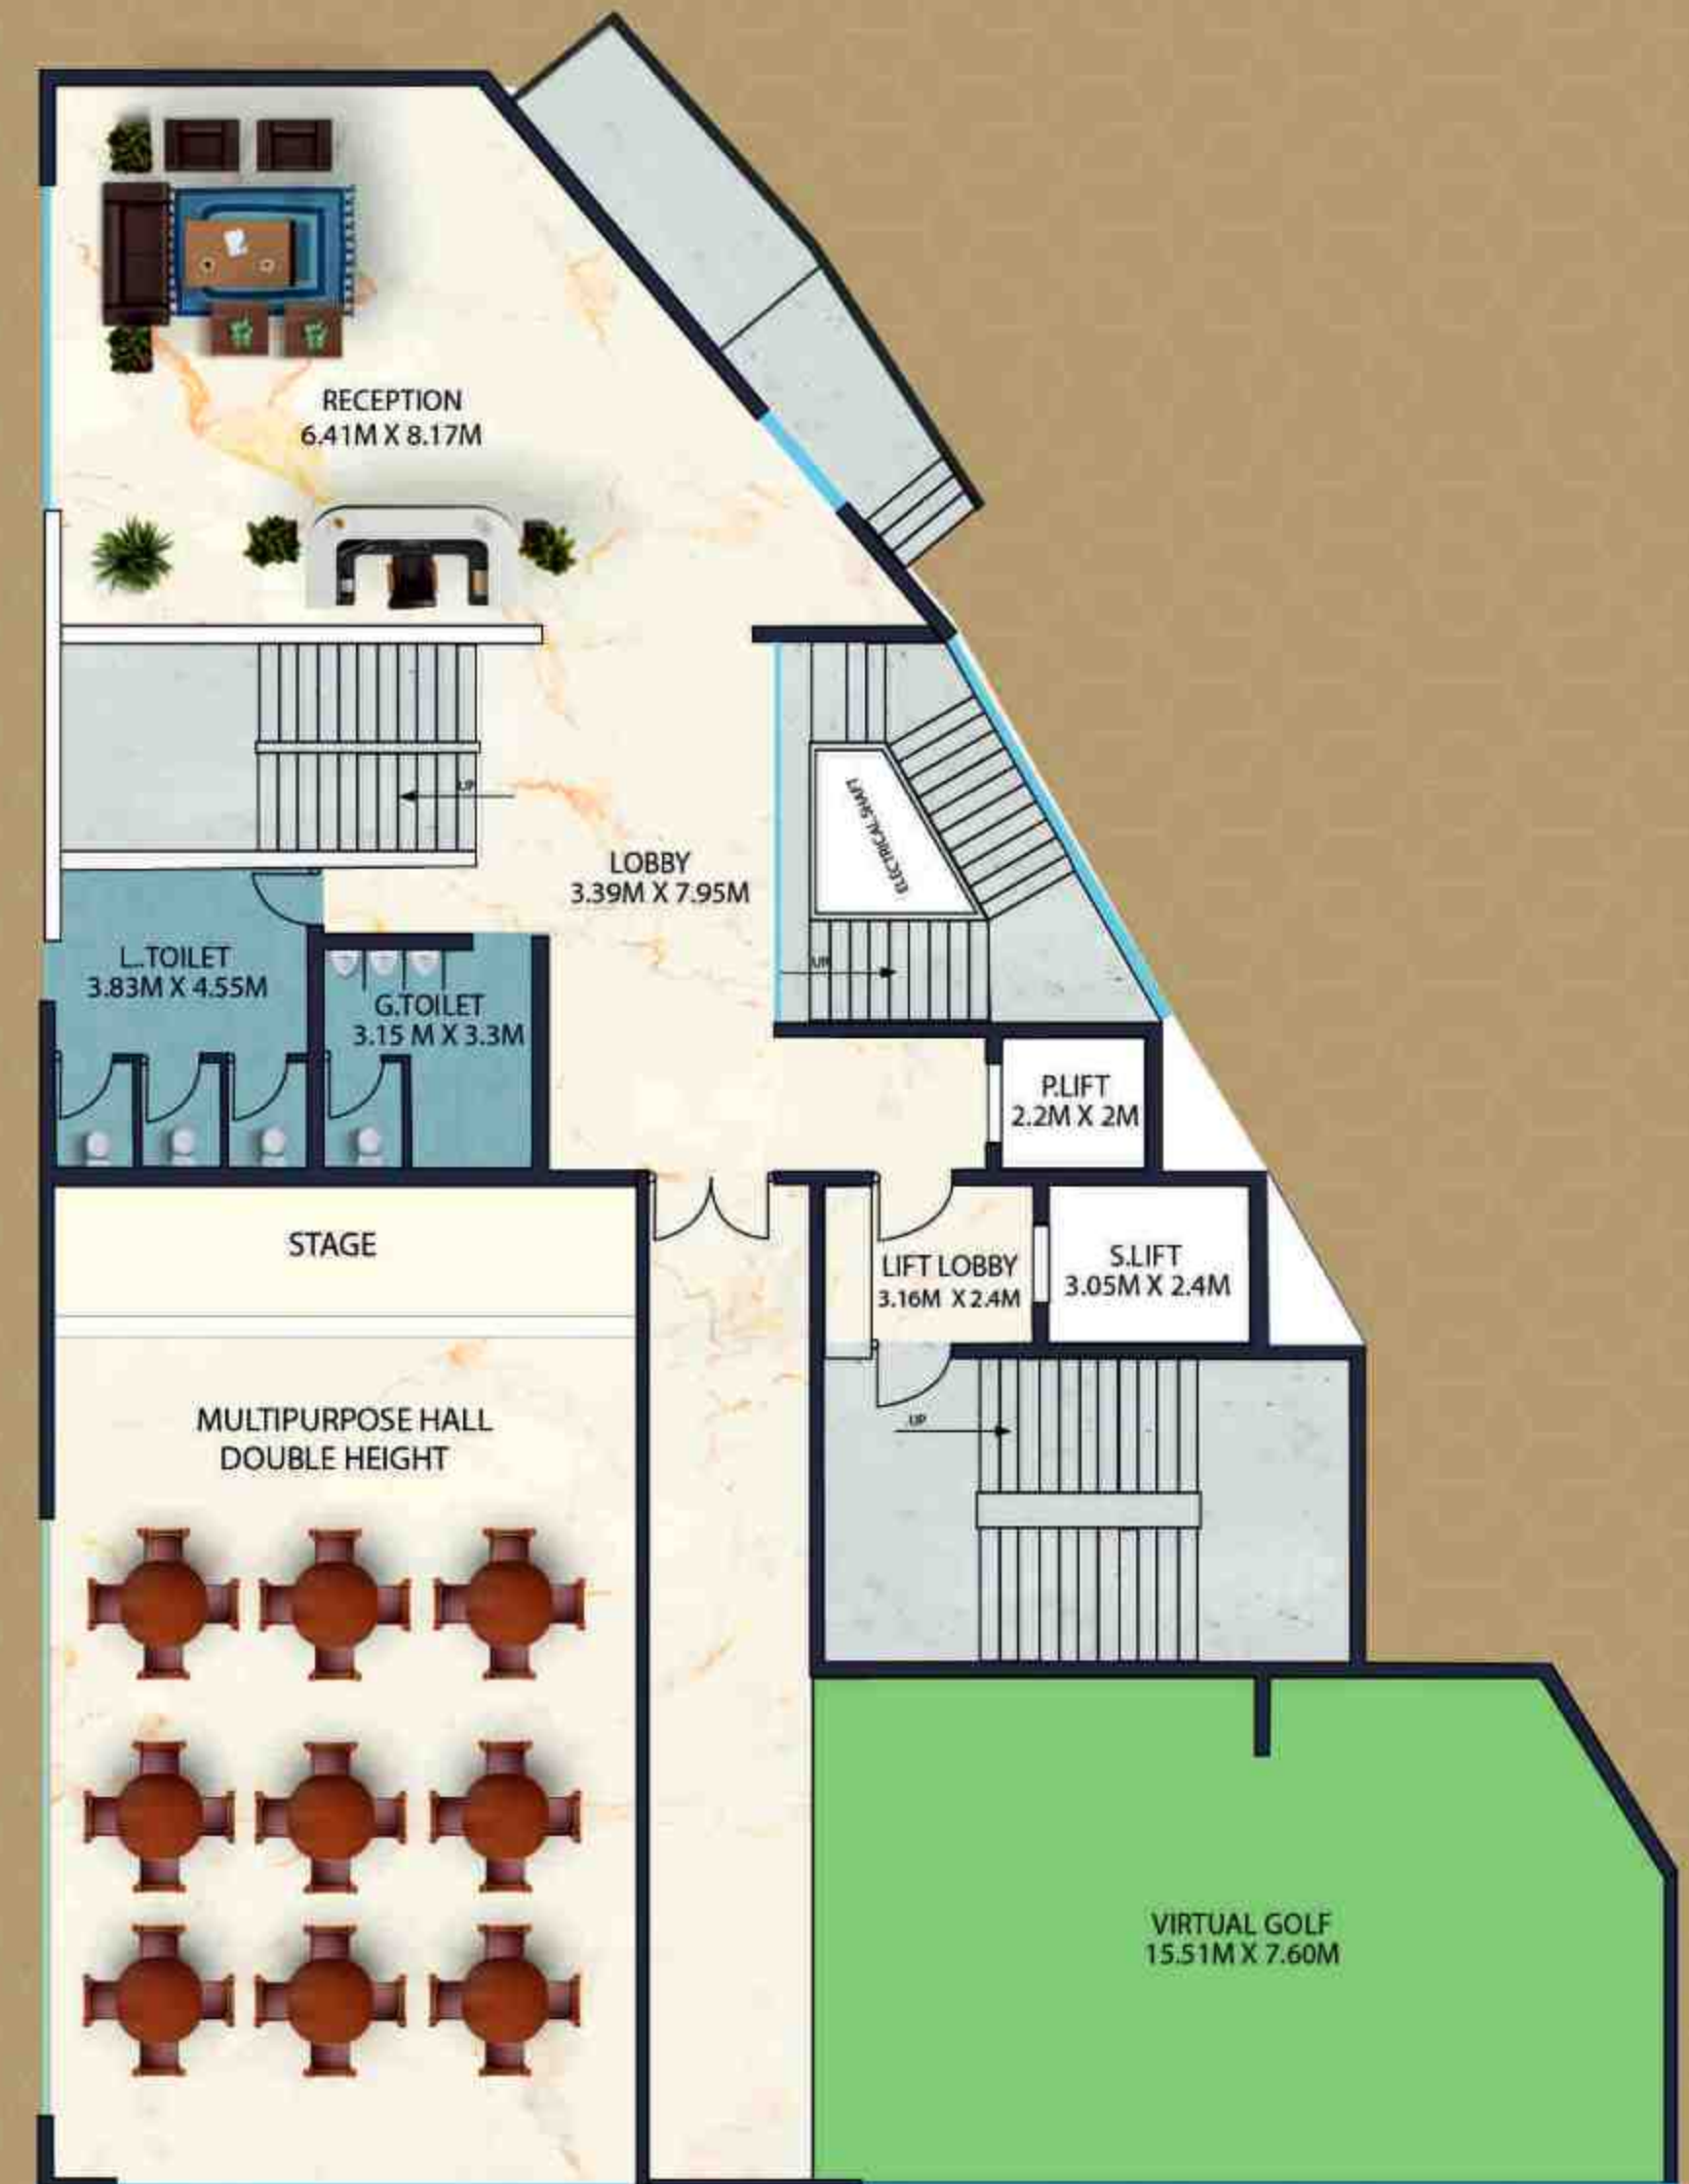 RECEPTION
6.41M X 8.17M
UP
LOBBY
3.39M X 7.95M
ELECTRICAL SHAFT
L.TOILET
3.83M X 4.55M
G.TOILET
3.15 M X 3.3M
UP
P.LIFT
2.2M X 2M
STAGE
LIFT LOBBY
3.16M X 2.4M
S.LIFT
3.05M X 2.4M
MULTIPURPOSE HALL
DOUBLE HEIGHT
UP
VIRTUAL GOLF
15.51M X 7.60M